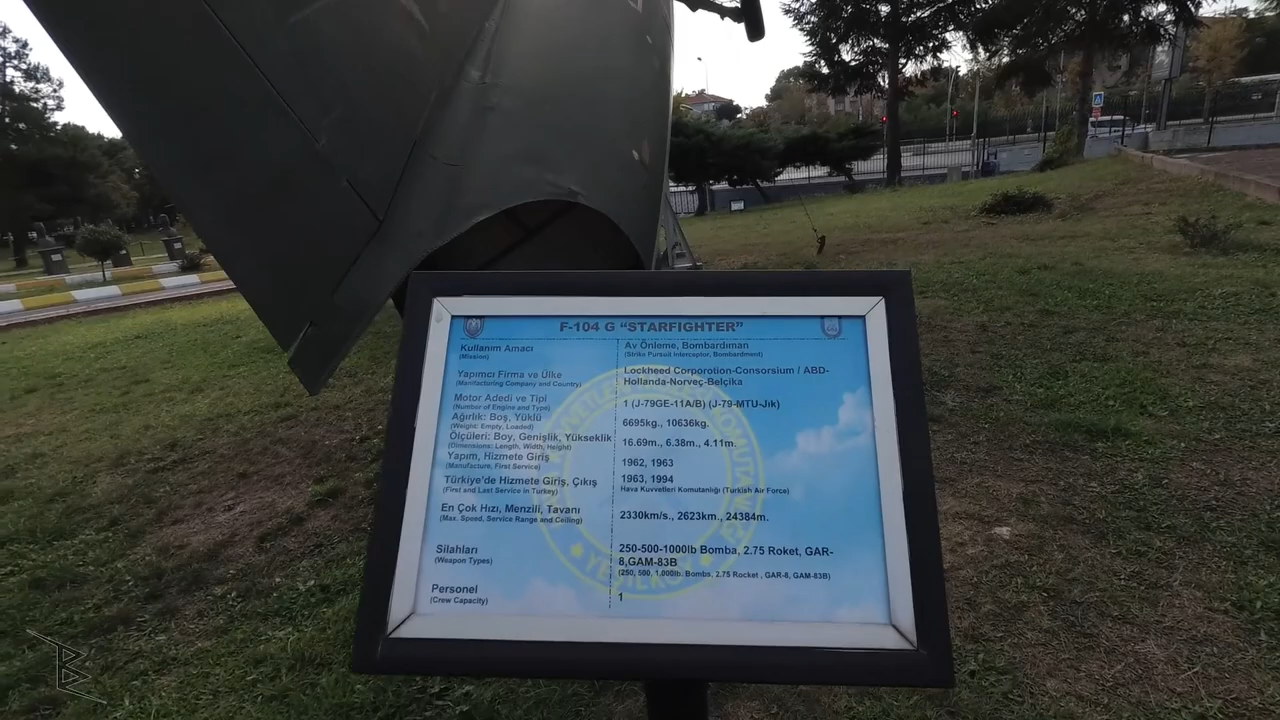 F-104 G “STARFIGHTER”
Kullanım Amacı
(Mission)
Av Önleme, Bombardıman
(Strike Pursuit Interceptor, Bombardment)
Yapımcı Firma ve Ülke
(Manifacturing Company and Country)
Lockheed Corporotion-Consorsium / ABD-
Hollanda-Norveç-Belçika
Motor Adedi ve Tipi
(Number of Engine and Type)
1 (J-79GE-11A/B) (J-79-MTU-Jık)
Ağırlık: Boş, Yüklü
(Weight: Empty, Loaded)
6695kg., 10636kg.
Ölçüleri: Boy, Genişlik, Yükseklik
(Dimensions: Length, Width, Height)
16.69m., 6.38m., 4.11m.
Yapım, Hizmete Giriş
(Manufacture, First Service)
1962, 1963
Türkiye'de Hizmete Giriş, Çıkış
(First and Last Service in Turkey)
1963, 1994
Hava Kuvvetleri Komutanlığı (Turkish Air Force)
En Çok Hızı, Menzili, Tavanı
(Max. Speed, Service Range and Ceiling)
2330km/s., 2623km., 24384m.
Silahları
(Weapon Types)
250-500-1000lb Bomba, 2.75 Roket, GAR-
8,GAM-83B
(250, 500, 1.000lb. Bombs, 2.75 Rocket , GAR-8, GAM-83B)
Personel
(Crew Capacity)
1
YEŞİLKÖY